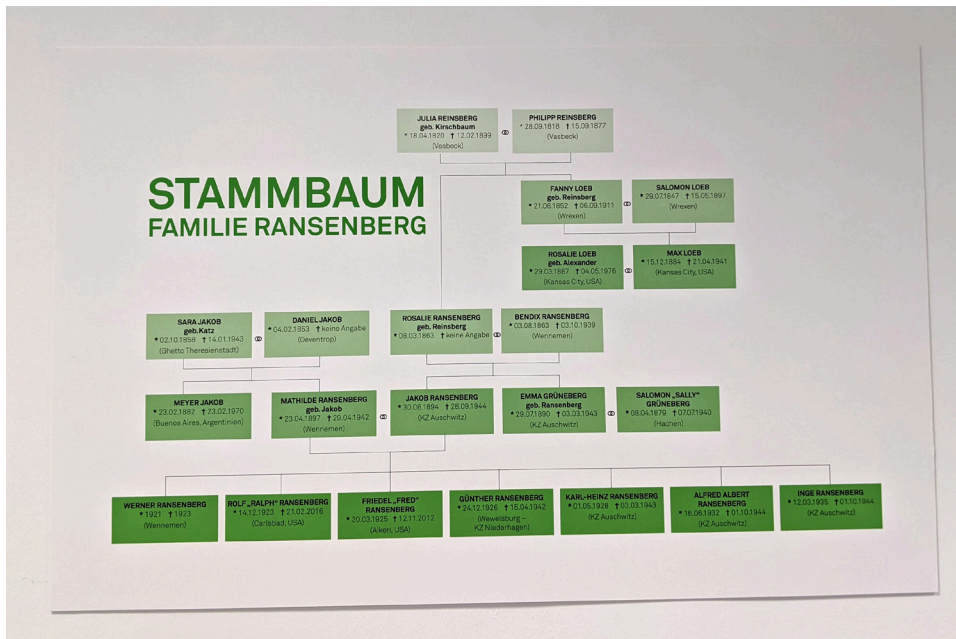 JULIA REINSBERG
geb. Kirschbaum
* 18.04.1820 † 12.02.1899
(Vasbeck)
PHILIPP REINSBERG
* 28.09.1818 † 15.09.1877
(Vasbeck)
STAMMBAUM
FAMILIE RANSENBERG
FANNY LOEB
geb. Reinsberg
* 21.06.1852 † 06.09.1911
(Wrexen)
SALOMON LOEB
* 29.07.1847 † 15.05.1897
(Wrexen)
ROSALIE LOEB
geb. Alexander
* 29.03.1887 † 04.05.1976
(Kansas City, USA)
MAX LOEB
* 15.12.1884 † 21.04.1941
(Kansas City, USA)
SARA JAKOB
geb. Katz
* 02.10.1858 † 14.01.1943
(Ghetto Theresienstadt)
DANIEL JAKOB
* 04.02.1853 † keine Angabe
(Oeventrop)
ROSALIE RANSENBERG
geb. Reinsberg
* 06.03.1863 † keine Angabe
BENDIX RANSENBERG
* 03.08.1863 † 03.10.1939
(Wennemen)
MEYER JAKOB
* 23.02.1882 † 23.02.1970
(Buenos Aires, Argentinien)
MATHILDE RANSENBERG
geb. Jakob
* 23.04.1897 † 29.04.1942
(Wennemen)
JAKOB RANSENBERG
* 30.08.1894 † 28.09.1944
(KZ Auschwitz)
EMMA GRÜNEBERG
geb. Ransenberg
* 29.07.1890 † 03.03.1943
(KZ Auschwitz)
SALOMON „SALLY“
GRÜNEBERG
* 08.04.1879 † 07.07.1940
(Hachen)
WERNER RANSENBERG
* 1921 † 1923
(Wennemen)
ROLF „RALPH“ RANSENBERG
* 14.12.1923 † 21.02.2016
(Carlsbad, USA)
FRIEDEL „FRED“
RANSENBERG
* 20.03.1925 † 12.11.2012
(Aiken, USA)
GÜNTHER RANSENBERG
* 24.12.1926 † 15.04.1942
(Wewelsburg –
KZ Niederhagen)
KARL-HEINZ RANSENBERG
* 01.05.1928 † 03.03.1943
(KZ Auschwitz)
ALFRED ALBERT
RANSENBERG
* 16.06.1932 † 01.10.1944
(KZ Auschwitz)
INGE RANSENBERG
* 12.03.1935 † 01.10.1944
(KZ Auschwitz)